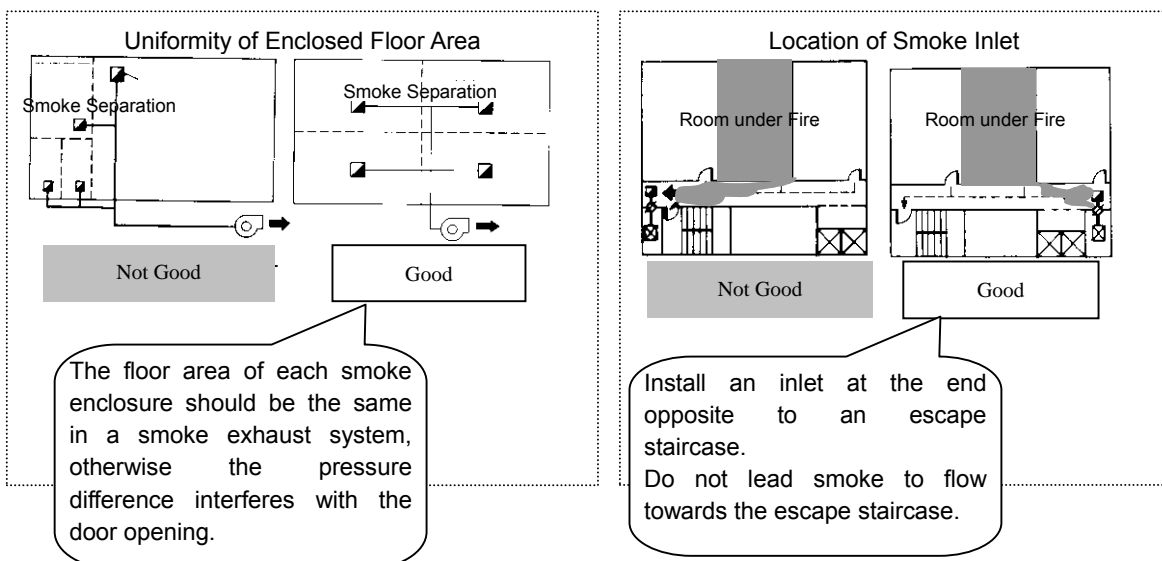 Uniformity of Enclosed Floor Area
Smoke Separation
Smoke Separation
Not Good
Good
The floor area of each smoke
enclosure should be the same
in a smoke exhaust system,
otherwise the pressure
difference interferes with the
door opening.
Location of Smoke Inlet
Room under Fire
Room under Fire
Not Good
Good
Install an inlet at the end
opposite to an escape
staircase.
Do not lead smoke to flow
towards the escape staircase.